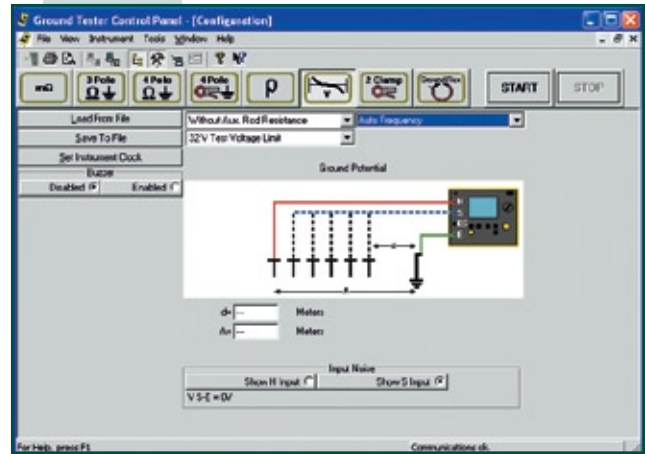 Ground Tester Control Panel - [Configuration]
File View Instrument Tools Window Help
mΩ
3 Pole
Ω
4 Pole
Ω
4 Pole
ρ
V
2 Clamp
GroundFlex
START
STOP
Load From File
Without Aux. Rod Resistance
Auto Frequency
Save To File
32V Test Voltage Limit
Set Instrument Clock
Buzzer
Disabled
Enabled
Ground Potential
H
S
ES
E
d
d= --- Meters
--- Meters
Input Noise
Show H Input
Show S Input
V S-E = 0V
For Help, press F1
Communications ok.